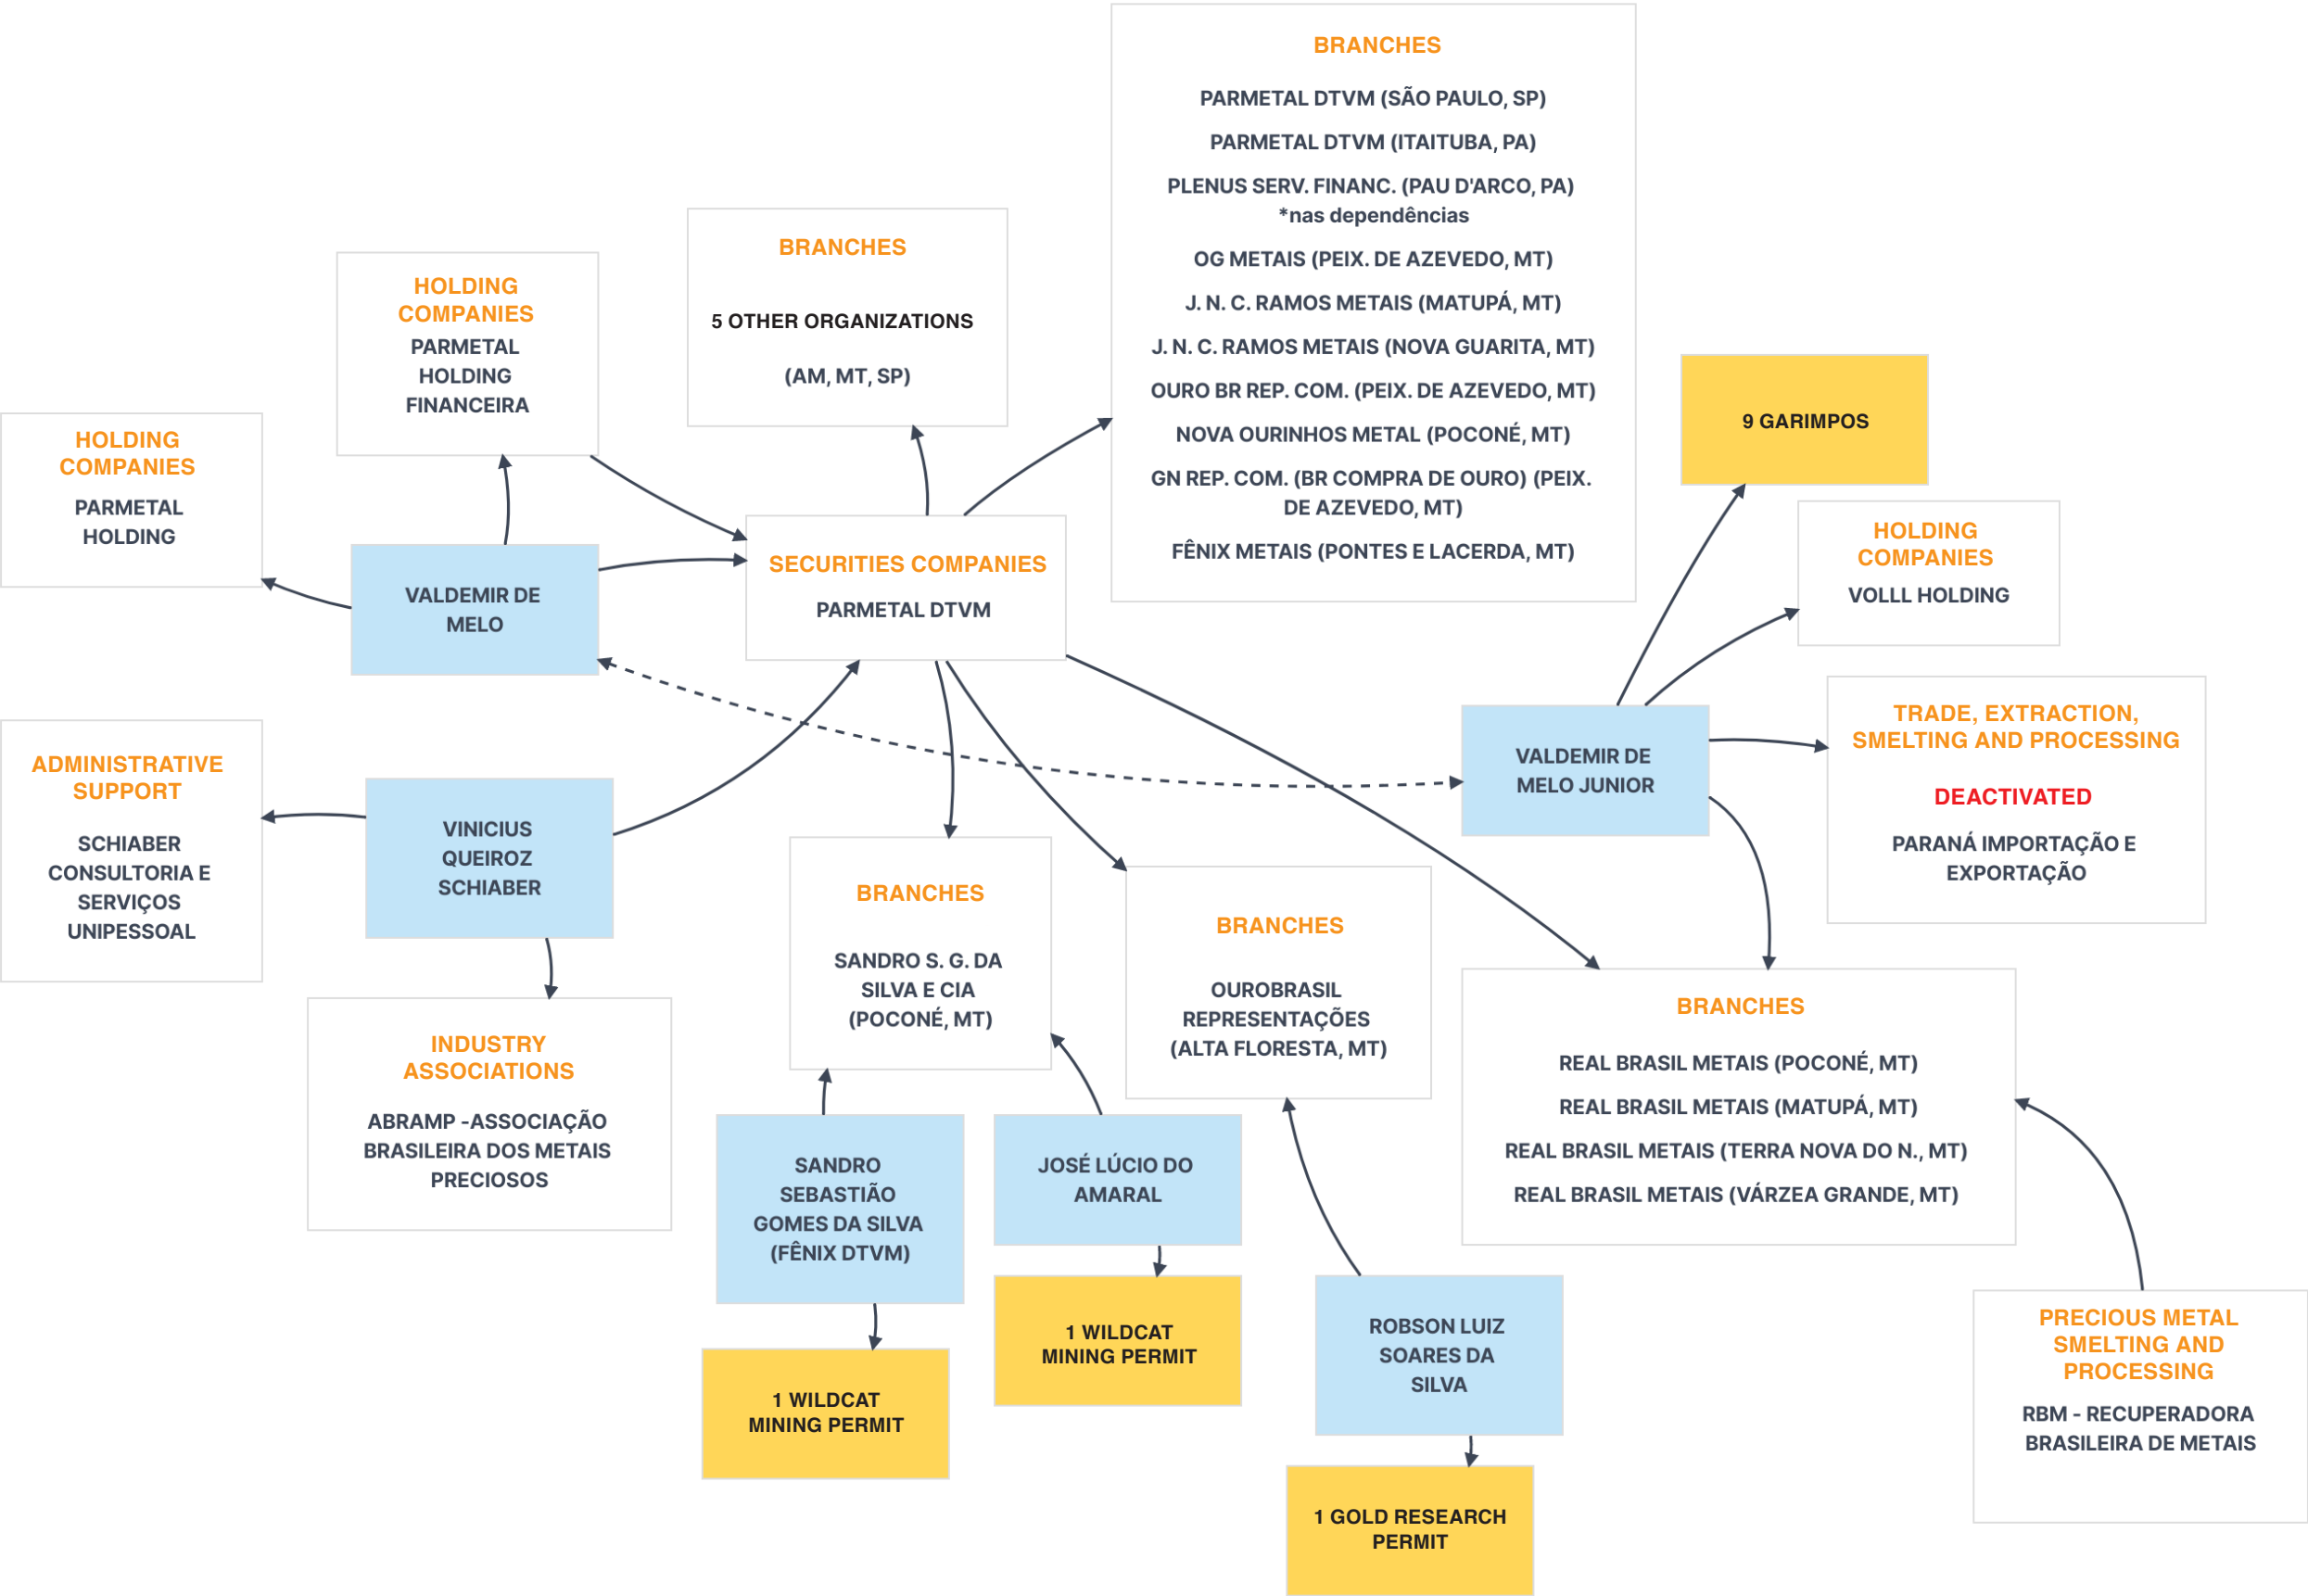 BRANCHES
PARMETAL DTVM (SÃO PAULO, SP)
PARMETAL DTVM (ITAITUBA, PA)
PLENUS SERV. FINANC. (PAU D'ARCO, PA)
*nas dependências
OG METAIS (PEIX. DE AZEVEDO, MT)
J. N. C. RAMOS METAIS (MATUPÁ, MT)
J. N. C. RAMOS METAIS (NOVA GUARITA, MT)
OURO BR REP. COM. (PEIX. DE AZEVEDO, MT)
NOVA OURINHOS METAL (POCONÉ, MT)
GN REP. COM. (BR COMPRA DE OURO) (PEIX.
DE AZEVEDO, MT)
FÊNIX METAIS (PONTES E LACERDA, MT)
BRANCHES
5 OTHER ORGANIZATIONS
(AM, MT, SP)
HOLDING
COMPANIES
PARMETAL
HOLDING
FINANCEIRA
HOLDING
COMPANIES
PARMETAL
HOLDING
9 GARIMPOS
HOLDING
COMPANIES
VOLLL HOLDING
VALDEMIR DE
MELO
SECURITIES COMPANIES
PARMETAL DTVM
TRADE, EXTRACTION,
SMELTING AND PROCESSING
DEACTIVATED
PARANÁ IMPORTAÇÃO E
EXPORTAÇÃO
VALDEMIR DE
MELO JUNIOR
ADMINISTRATIVE
SUPPORT
SCHIABER
CONSULTORIA E
SERVIÇOS
UNIPESSOAL
VINICIUS
QUEIROZ
SCHIABER
BRANCHES
SANDRO S. G. DA
SILVA E CIA
(POCONÉ, MT)
BRANCHES
OUROBRASIL
REPRESENTAÇÕES
(ALTA FLORESTA, MT)
BRANCHES
REAL BRASIL METAIS (POCONÉ, MT)
REAL BRASIL METAIS (MATUPÁ, MT)
REAL BRASIL METAIS (TERRA NOVA DO N., MT)
REAL BRASIL METAIS (VÁRZEA GRANDE, MT)
INDUSTRY
ASSOCIATIONS
ABRAMP -ASSOCIAÇÃO
BRASILEIRA DOS METAIS
PRECIOSOS
SANDRO
SEBASTIÃO
GOMES DA SILVA
(FÊNIX DTVM)
JOSÉ LÚCIO DO
AMARAL
1 WILDCAT
MINING PERMIT
1 WILDCAT
MINING PERMIT
ROBSON LUIZ
SOARES DA
SILVA
PRECIOUS METAL
SMELTING AND
PROCESSING
RBM - RECUPERADORA
BRASILEIRA DE METAIS
1 GOLD RESEARCH
PERMIT